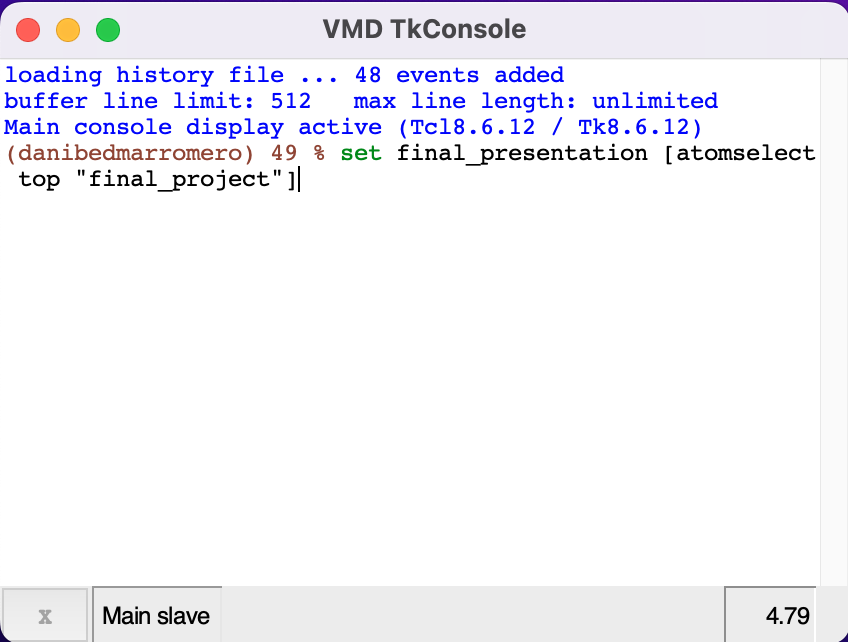 VMD TkConsole
loading history file ... 48 events added
buffer line limit: 512   max line length: unlimited
Main console display active (Tcl8.6.12 / Tk8.6.12)
(danibedmarromero) 49 % set final_presentation [atomselect
 top "final_project"]
x
Main slave
4.79